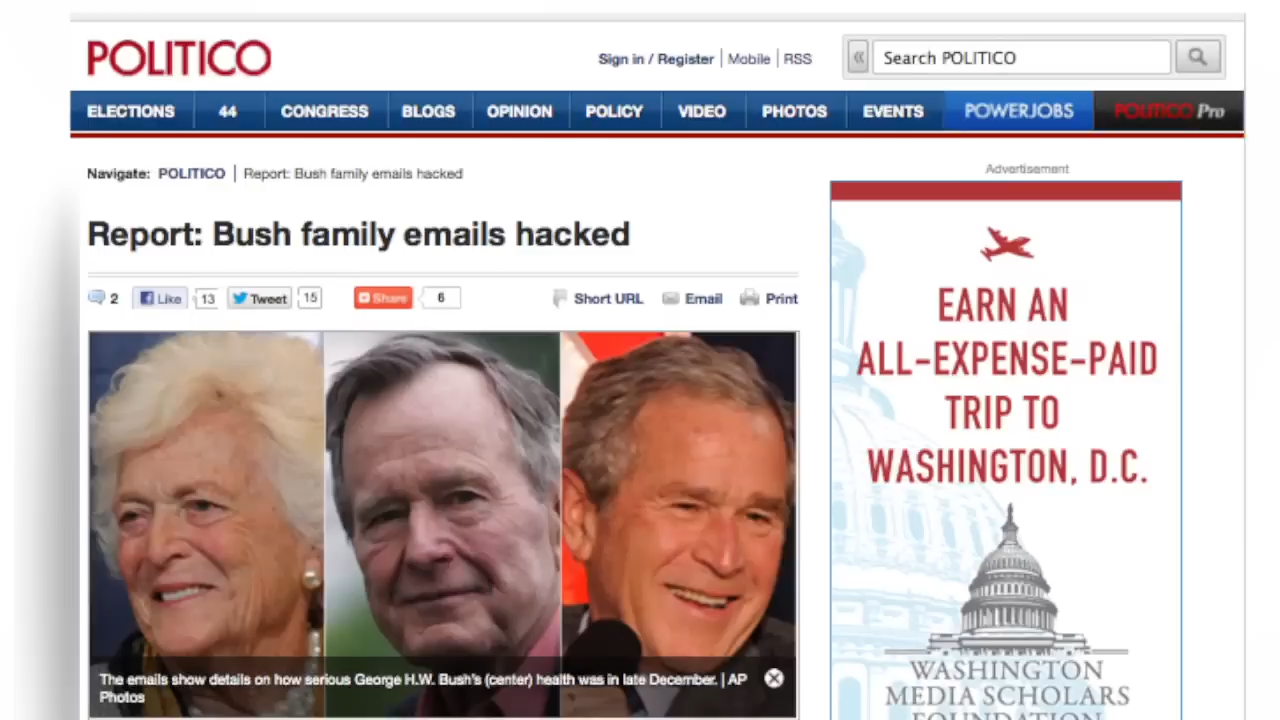 POLITICO
Sign in / Register | Mobile | RSS
« Search POLITICO
ELECTIONS 44 CONGRESS BLOGS OPINION POLICY VIDEO PHOTOS EVENTS POWERJOBS POLITICO Pro
Navigate: POLITICO | Report: Bush family emails hacked
Advertisement
Report: Bush family emails hacked
2 Like 13 Tweet 15 Share 6 Short URL Email Print
The emails show details on how serious George H.W. Bush's (center) health was in late December. | AP
Photos
EARN AN
ALL-EXPENSE-PAID
TRIP TO
WASHINGTON, D.C.
WASHINGTON
MEDIA SCHOLARS
FOUNDATION